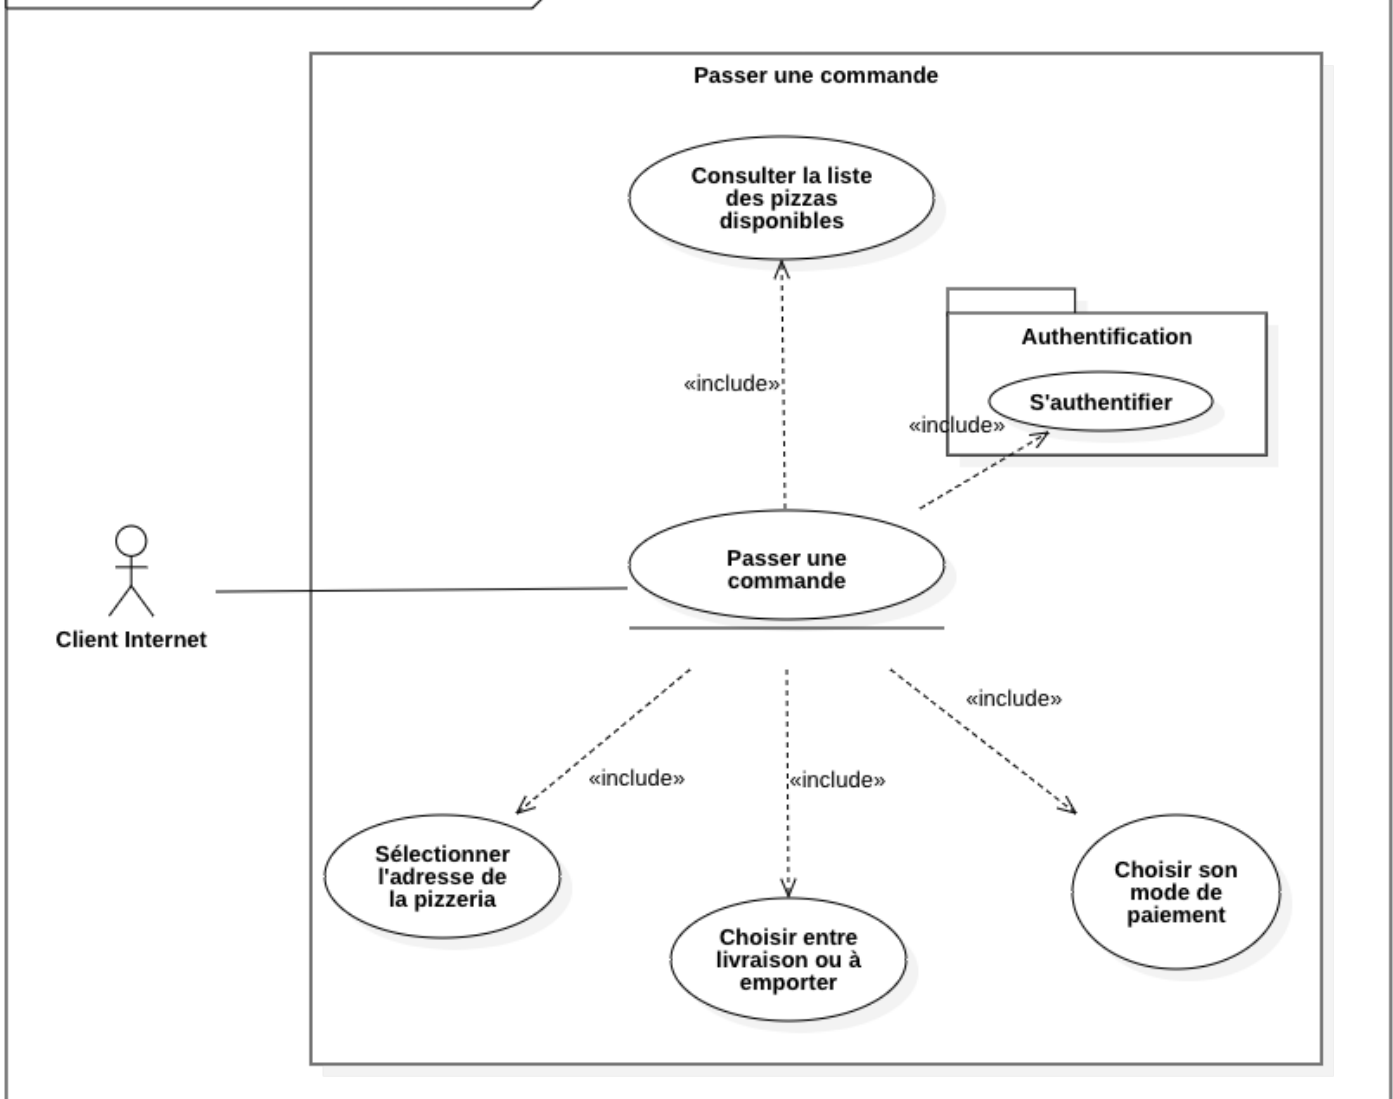 Passer une commande
Consulter la liste
des pizzas
disponibles
«include»
Authentification
S'authentifier
«include»
Passer une
commande
Client Internet
«include»
«include»
«include»
Sélectionner
l'adresse de
la pizzeria
Choisir entre
livraison ou à
emporter
Choisir son
mode de
paiement